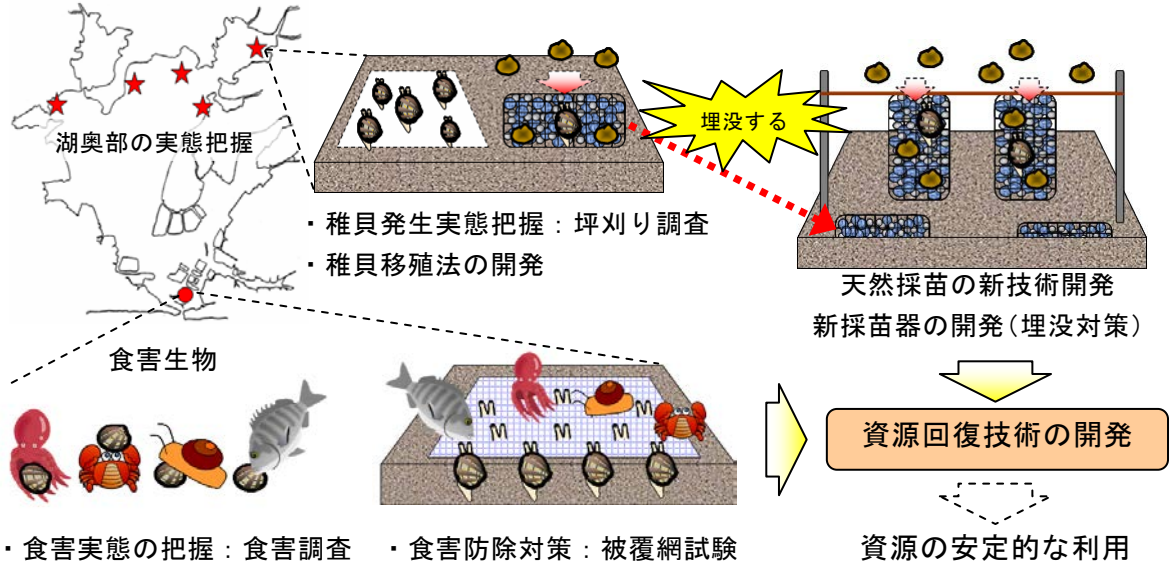 湖奥部の実態把握
埋没する
・稚貝発生実態把握：坪刈り調査
・稚貝移殖法の開発
天然採苗の新技術開発
新採苗器の開発（埋没対策）
食害生物
資源回復技術の開発
・食害実態の把握：食害調査
・食害防除対策：被覆網試験
資源の安定的な利用